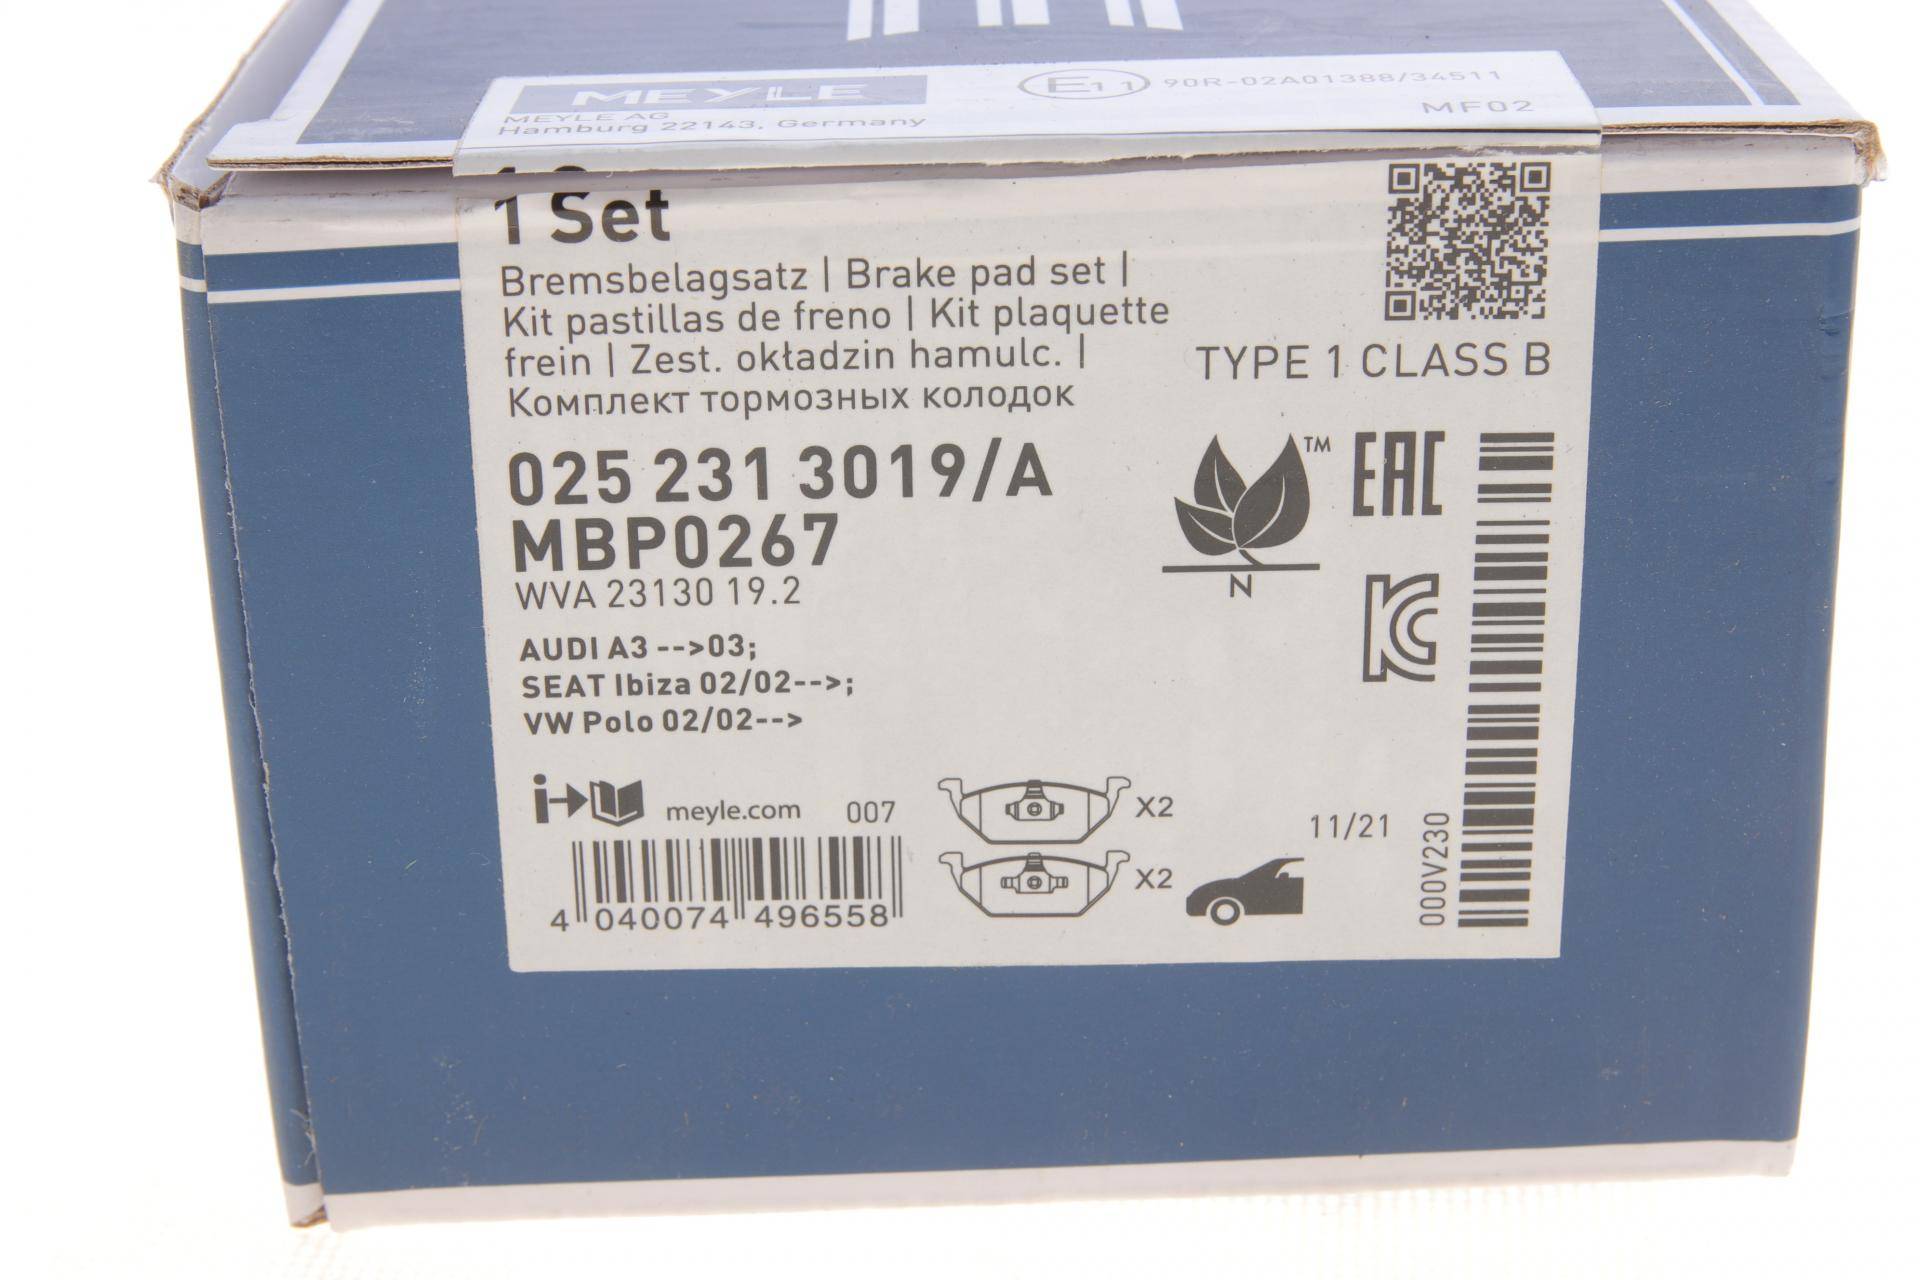 MEYLE
MEYLE AG
Hamburg 22143, Germany
E11 90R-02A01388/34511
MF02
1 Set
Bremsbelagsatz | Brake pad set |
Kit pastillas de freno | Kit plaquette
frein | Zest. okładzin hamulc. |
Комплект тормозных колодок
TYPE 1 CLASS B
025 231 3019/A
MBP0267
WVA 23130 19.2
TM
EAC
N
KC
AUDI A3 -->03;
SEAT Ibiza 02/02-->;
VW Polo 02/02-->
i
meyle.com 007
X2
X2
11/21
000V230
4 040074 496558